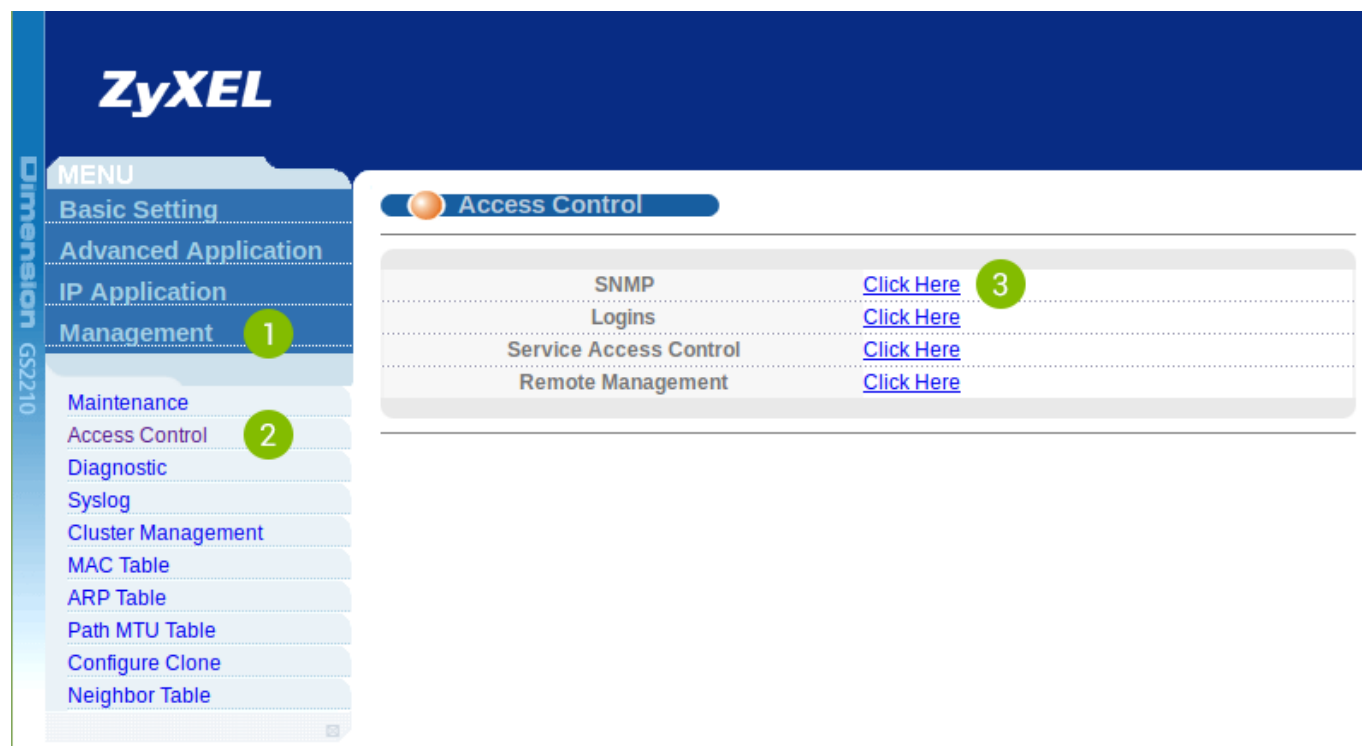 ZyXEL
Dimension GS2210
MENU
Basic Setting
Advanced Application
IP Application
Management 1
Maintenance
Access Control 2
Diagnostic
Syslog
Cluster Management
MAC Table
ARP Table
Path MTU Table
Configure Clone
Neighbor Table
Access Control
SNMP Click Here 3
Logins Click Here
Service Access Control Click Here
Remote Management Click Here